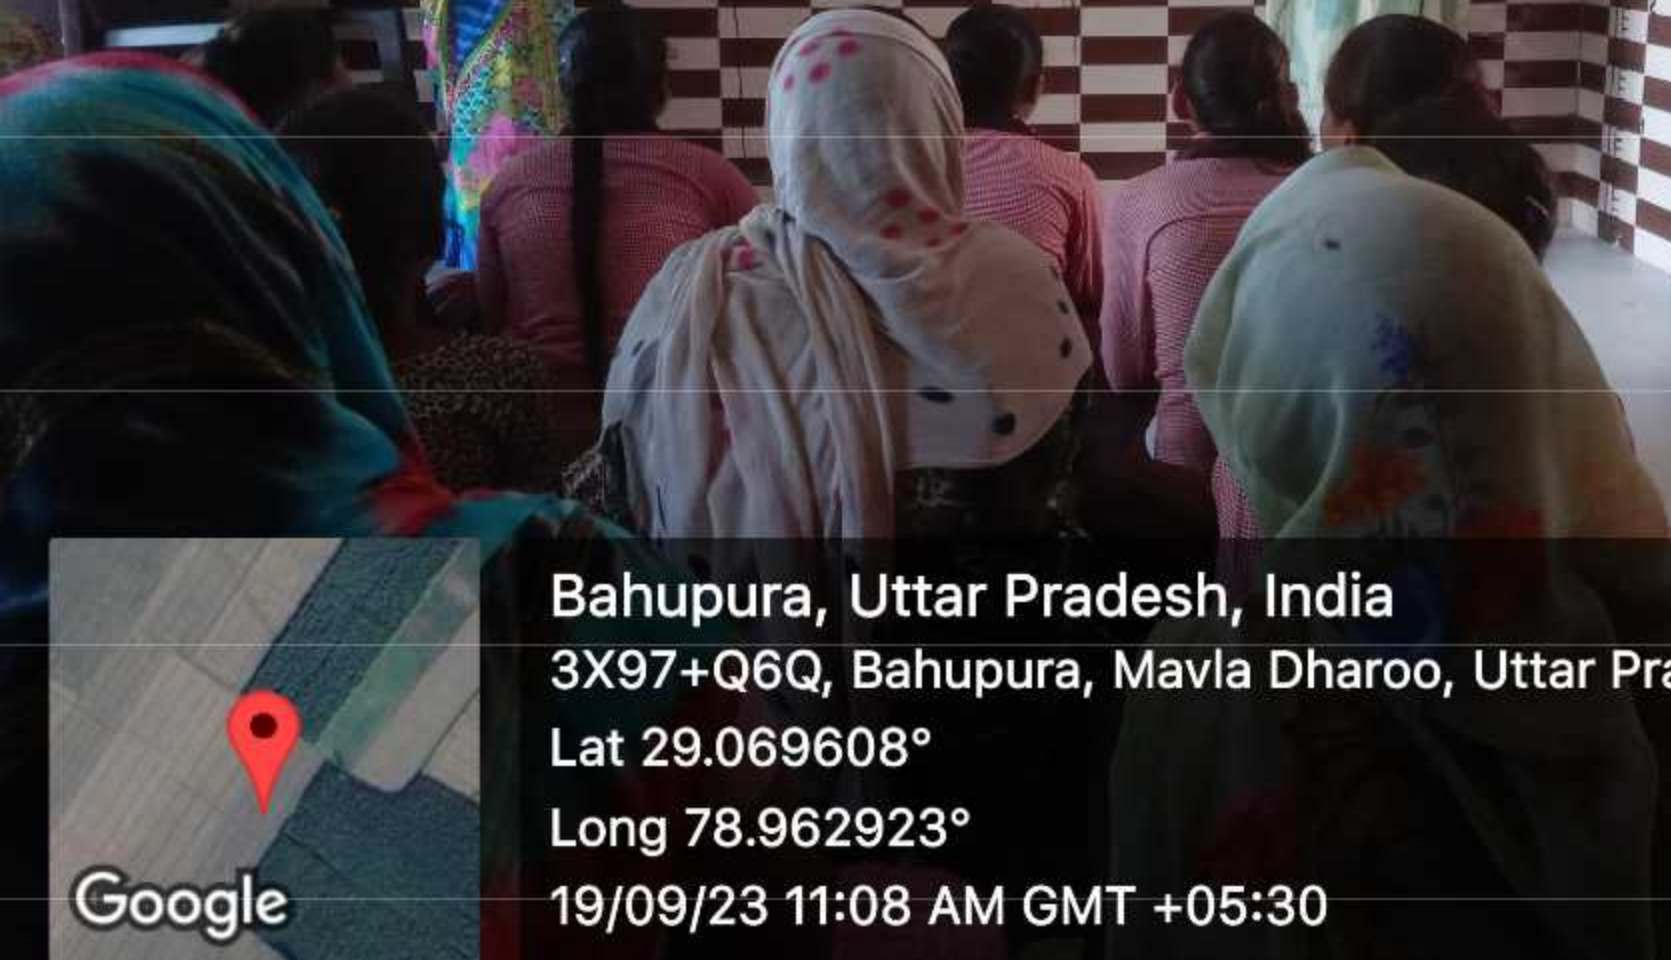 Bahupura, Uttar Pradesh, India
3X97+Q6Q, Bahupura, Mavla Dharoo, Uttar
Lat 29.069608°
Long 78.962923°
19/09/23 11:08 AM GMT +05:30
Google